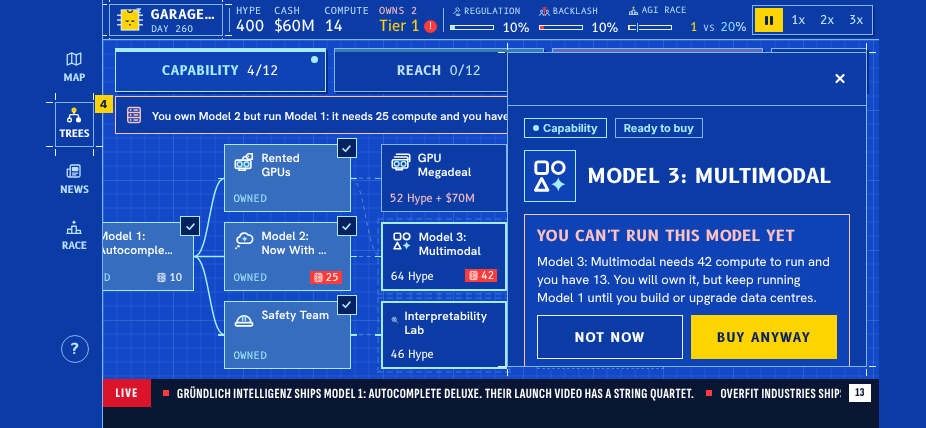 GARAGE...
DAY 260
HYPE
400
CASH
$60M
COMPUTE
14
OWNS 2
Tier 1
REGULATION
10%
BACKLASH
10%
AGI RACE
1 VS 20%
1x
2x
3x
MAP
4
TREES
NEWS
RACE
?
CAPABILITY 4/12
REACH 0/12
You own Model 2 but run Model 1: it needs 25 compute and you have
Model 1:
Autocomplete...
D
10
Rented
GPUs
OWNED
Model 2:
Now With ...
OWNED
25
Safety Team
OWNED
GPU
Megadeal
52 Hype + $70M
Model 3:
Multimodal
64 Hype
42
Interpretability
Lab
46 Hype
Capability
Ready to buy
MODEL 3: MULTIMODAL
YOU CAN'T RUN THIS MODEL YET
Model 3: Multimodal needs 42 compute to run and
you have 13. You will own it, but keep running
Model 1 until you build or upgrade data centres.
NOT NOW
BUY ANYWAY
LIVE
GRÜNDLICH INTELLIGENZ SHIPS MODEL 1: AUTOCOMPLETE DELUXE. THEIR LAUNCH VIDEO HAS A STRING QUARTET.
OVERFIT INDUSTRIES SHIP
13